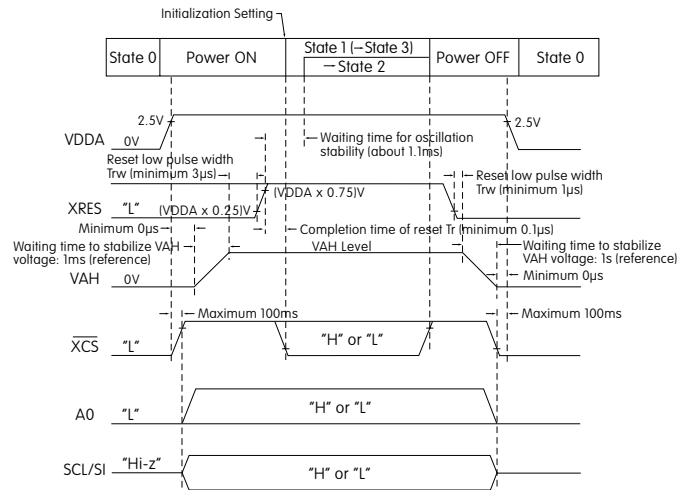 Initialization Setting
State 0
Power ON
State 1 (–State 3)
→State 2
Power OFF
State 0
2.5V
2.5V
VDDA
0V
Waiting time for oscillation
stability (about 1.1ms)
Reset low pulse width
Trw (minimum 3μs)
(VDDA x 0.75)V
Reset low pulse width
Trw (minimum 1μs)
XRES
"L"
(VDDA x 0.25)V
Minimum 0μs
Completion time of reset Tr (minimum 0.1μs)
Waiting time to stabilize VAH
voltage: 1ms (reference)
VAH Level
Waiting time to stabilize
VAH voltage: 1s (reference)
VAH
0V
Minimum 0μs
Maximum 100ms
Maximum 100ms
XCS
"L"
"H" or "L"
A0
"L"
"H" or "L"
SCL/SI
"Hi-z"
"H" or "L"